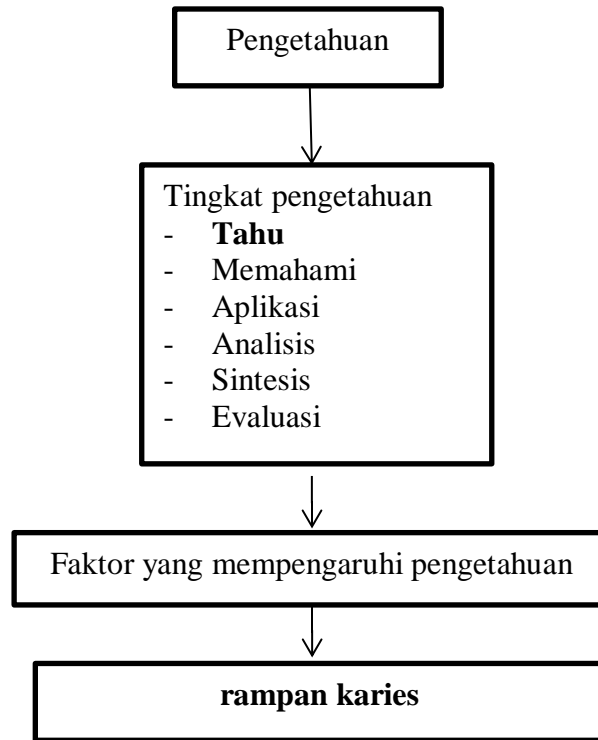 Pengetahuan
Tingkat pengetahuan
- Tahu
- Memahami
- Aplikasi
- Analisis
- Sintesis
- Evaluasi
Faktor yang mempengaruhi pengetahuan
rampan karies